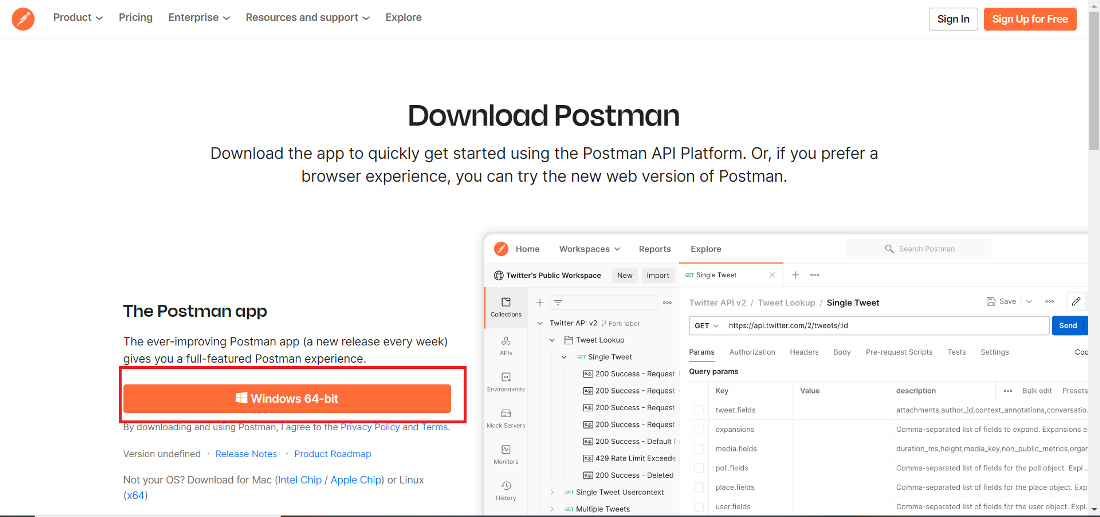 Product Pricing Enterprise Resources and support Explore
Sign In Sign Up for Free
Download Postman
Download the app to quickly get started using the Postman API Platform. Or, if you prefer a
browser experience, you can try the new web version of Postman.
The Postman app
The ever-improving Postman app (a new release every week)
gives you a full-featured Postman experience.
Windows 64-bit
By downloading and using Postman, I agree to the Privacy Policy and Terms.
Version undefined · Release Notes · Product Roadmap
Not your OS? Download for Mac (Intel Chip / Apple Chip) or Linux
(x64)
Home Workspaces Reports Explore
Search Postman
Twitter's Public Workspace New Import
GET Single Tweet
Collections
APIs
Environments
Mock Servers
Monitors
History
Twitter API v2 Fork label
Tweet Lookup
GET Single Tweet
200 Success - Request
200 Success - Request
200 Success - Request
200 Success - Request
200 Success - Default
429 Rate Limit Exceede
200 Success - Deleted
GET Single Tweet Usercontext
GET Multiple Tweets
Twitter API v2 / Tweet Lookup / Single Tweet
Save
GET https://api.twitter.com/2/tweets/:id
Send
Params Authorization Headers Body Pre-request Scripts Tests Settings Coo
Query params
Key Value description Bulk edit Presets
tweet.fields attachments,author_id,context_annotations,conversatio...
expansions Comma-separated list of fields to expand. Expansions e
media.fields duration_ms,height,media_key,non_public_metrics,organ
poll.fields Comma-separated list of fields for the poll object. Expl...
place.fields Comma-separated list of fields for the place object. Exp
user.fields Comma-separated list of fields for the user object. Exp